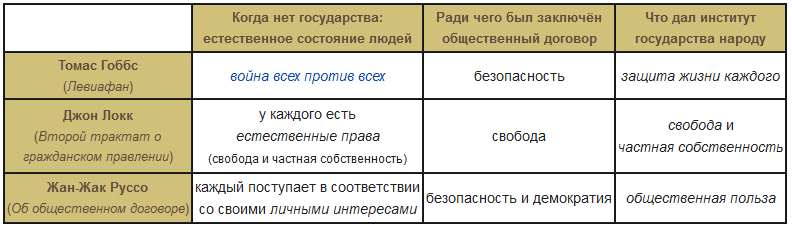 Когда нет государства:
естественное состояние людей
Ради чего был заключён
общественный договор
Что дал институт
государства народу
Томас Гоббс
(Левиафан)
война всех против всех
безопасность
защита жизни каждого
Джон Локк
(Второй трактат о
гражданском правлении)
у каждого есть
естественные права
(свобода и частная собственность)
свобода
свобода и
частная собственность
Жан-Жак Руссо
(Об общественном договоре)
каждый поступает в соответствии
со своими личными интересами
безопасность и демократия
общественная польза